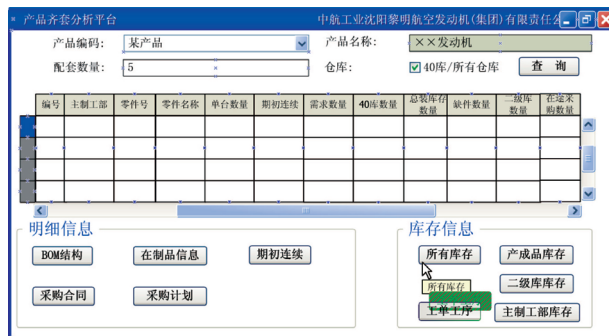 产品齐套分析平台 中航工业沈阳黎明航空发动机(集团)有限责任公
产品编码: 某产品 产品名称: ××发动机
配套数量: 5 仓库: 40库/所有仓库 查 询
编号 主制工部 零件号 零件名称 单台数量 期初连续 需求数量 40库数量 总装库存数量 缺件数量 二级库数量 在途采购数量
明细信息 库存信息
BOM结构 在制品信息 期初连续 所有库存 产成品库存
所有库存 二级库库存
采购合同 采购计划 工单工序 主制工部库存